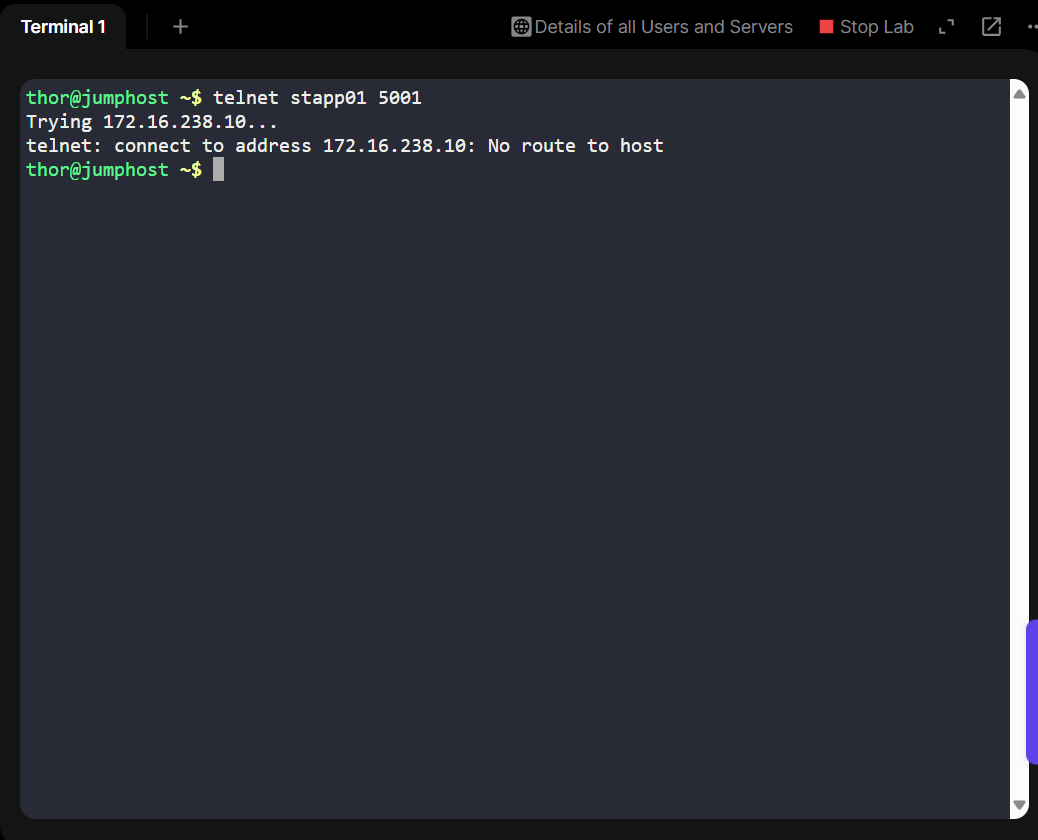 Terminal 1
+
Details of all Users and Servers
Stop Lab
thor@jumphost ~$ telnet stapp01 5001
Trying 172.16.238.10...
telnet: connect to address 172.16.238.10: No route to host
thor@jumphost ~$